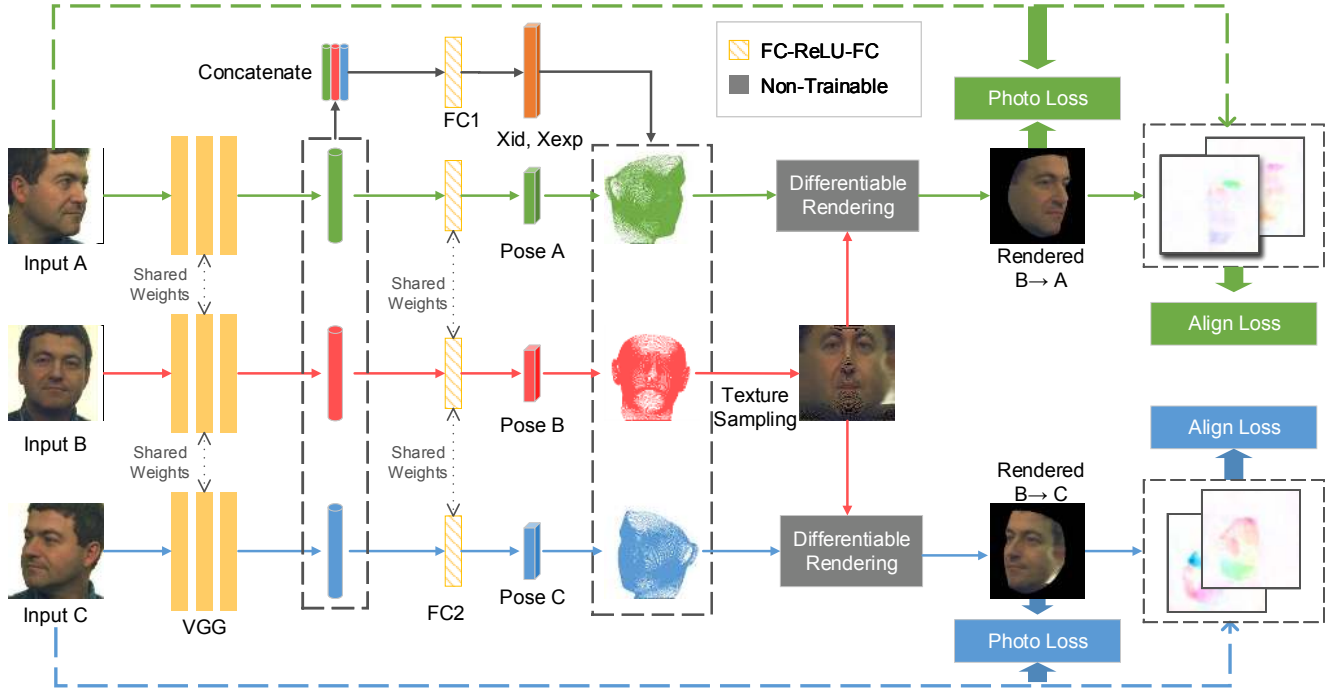 FC-ReLU-FC
Non-Trainable
Concatenate
FC1
Xid, Xexp
Photo Loss
Input A
Shared
Weights
Pose A
Shared
Weights
Differentiable
Rendering
Rendered
B→ A
Align Loss
Input B
Shared
Weights
Pose B
Shared
Weights
Texture
Sampling
Align Loss
Rendered
B→ C
Input C
VGG
FC2
Pose C
Differentiable
Rendering
Photo Loss